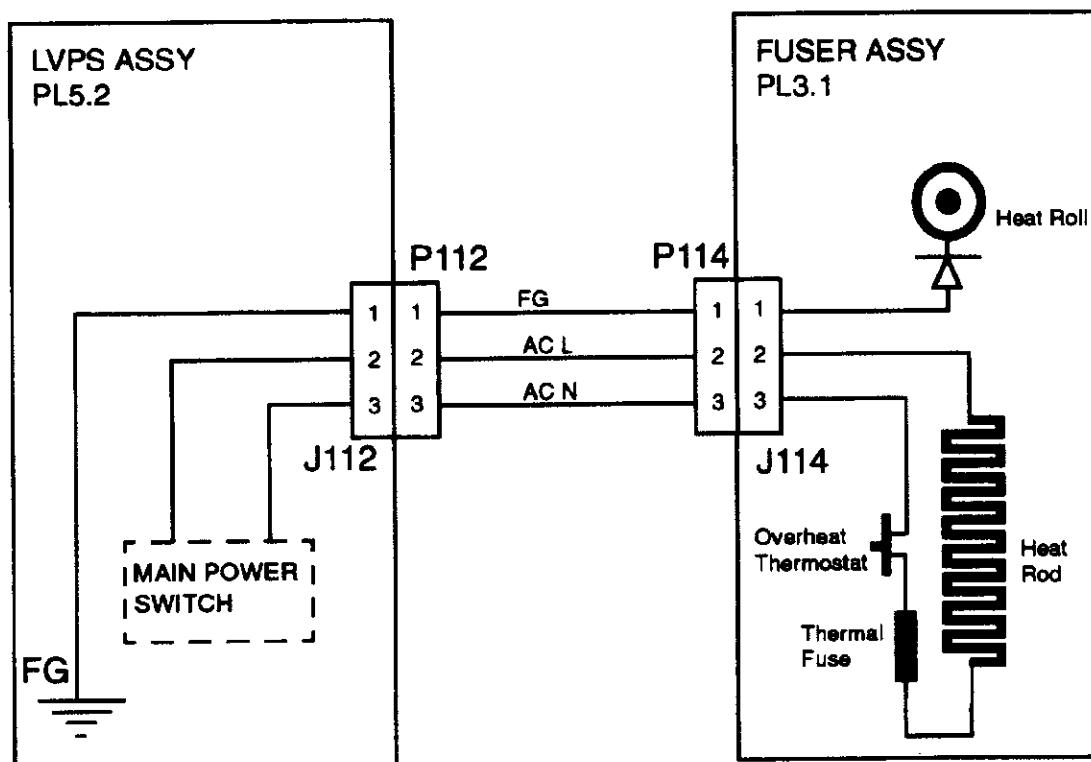 LVPS ASSY
PL5.2
FUSER ASSY
PL3.1
Heat Roll
P112
P114
1
1
FG
1
1
2
2
AC L
2
2
3
3
AC N
3
3
J112
J114
MAIN POWER
SWITCH
Overheat
Thermostat
Heat
Rod
Thermal
Fuse
FG